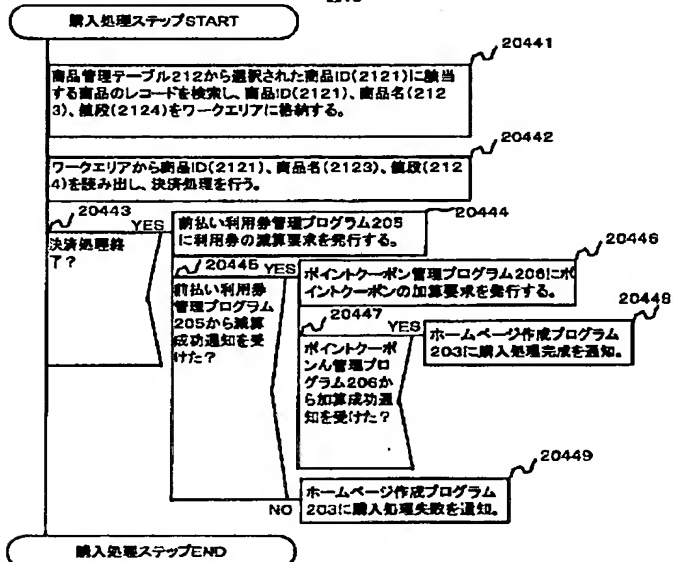 購入処理ステップSTART
20441
商品管理テーブル212から選択された商品ID(2121)に該当
する商品のレコードを検索し、商品ID(2121)、商品名(212
3)、値段(2124)をワークエリアに格納する。
20442
ワークエリアから商品ID(2121)、商品名(2123)、値段(212
4)を読み出し、決済処理を行う。
20443
YES
決済処理終
了?
20444
前払い利用券管理プログラム205
に利用券の減算要求を発行する。
20445
YES
前払い利用券
管理プログラム
205から減算
成功通知を受
けた?
20446
ポイントクーポン管理プログラム206にポ
イントクーポンの加算要求を発行する。
20447
YES
ポイントクーポ
ンん管理プロ
グラム206か
ら加算成功通
知を受けた?
20448
ホームページ作成プログラム
203に購入処理完成を通知。
20449
NO
ホームページ作成プログラム
203に購入処理失敗を通知。
購入処理ステップEND